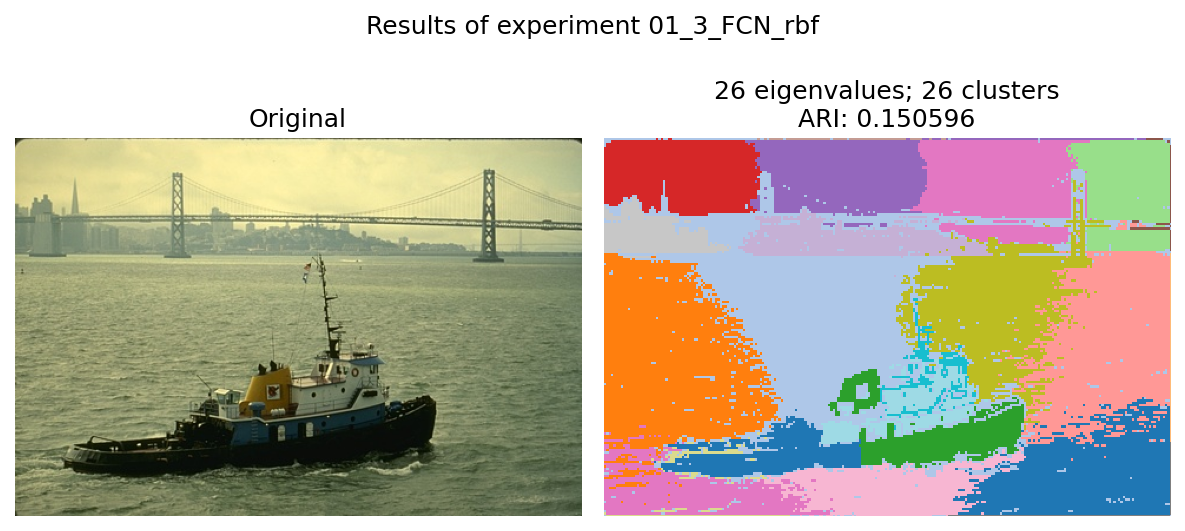 Results of experiment 01_3_FCN_rbf
Original
26 eigenvalues; 26 clusters
ARI: 0.150596